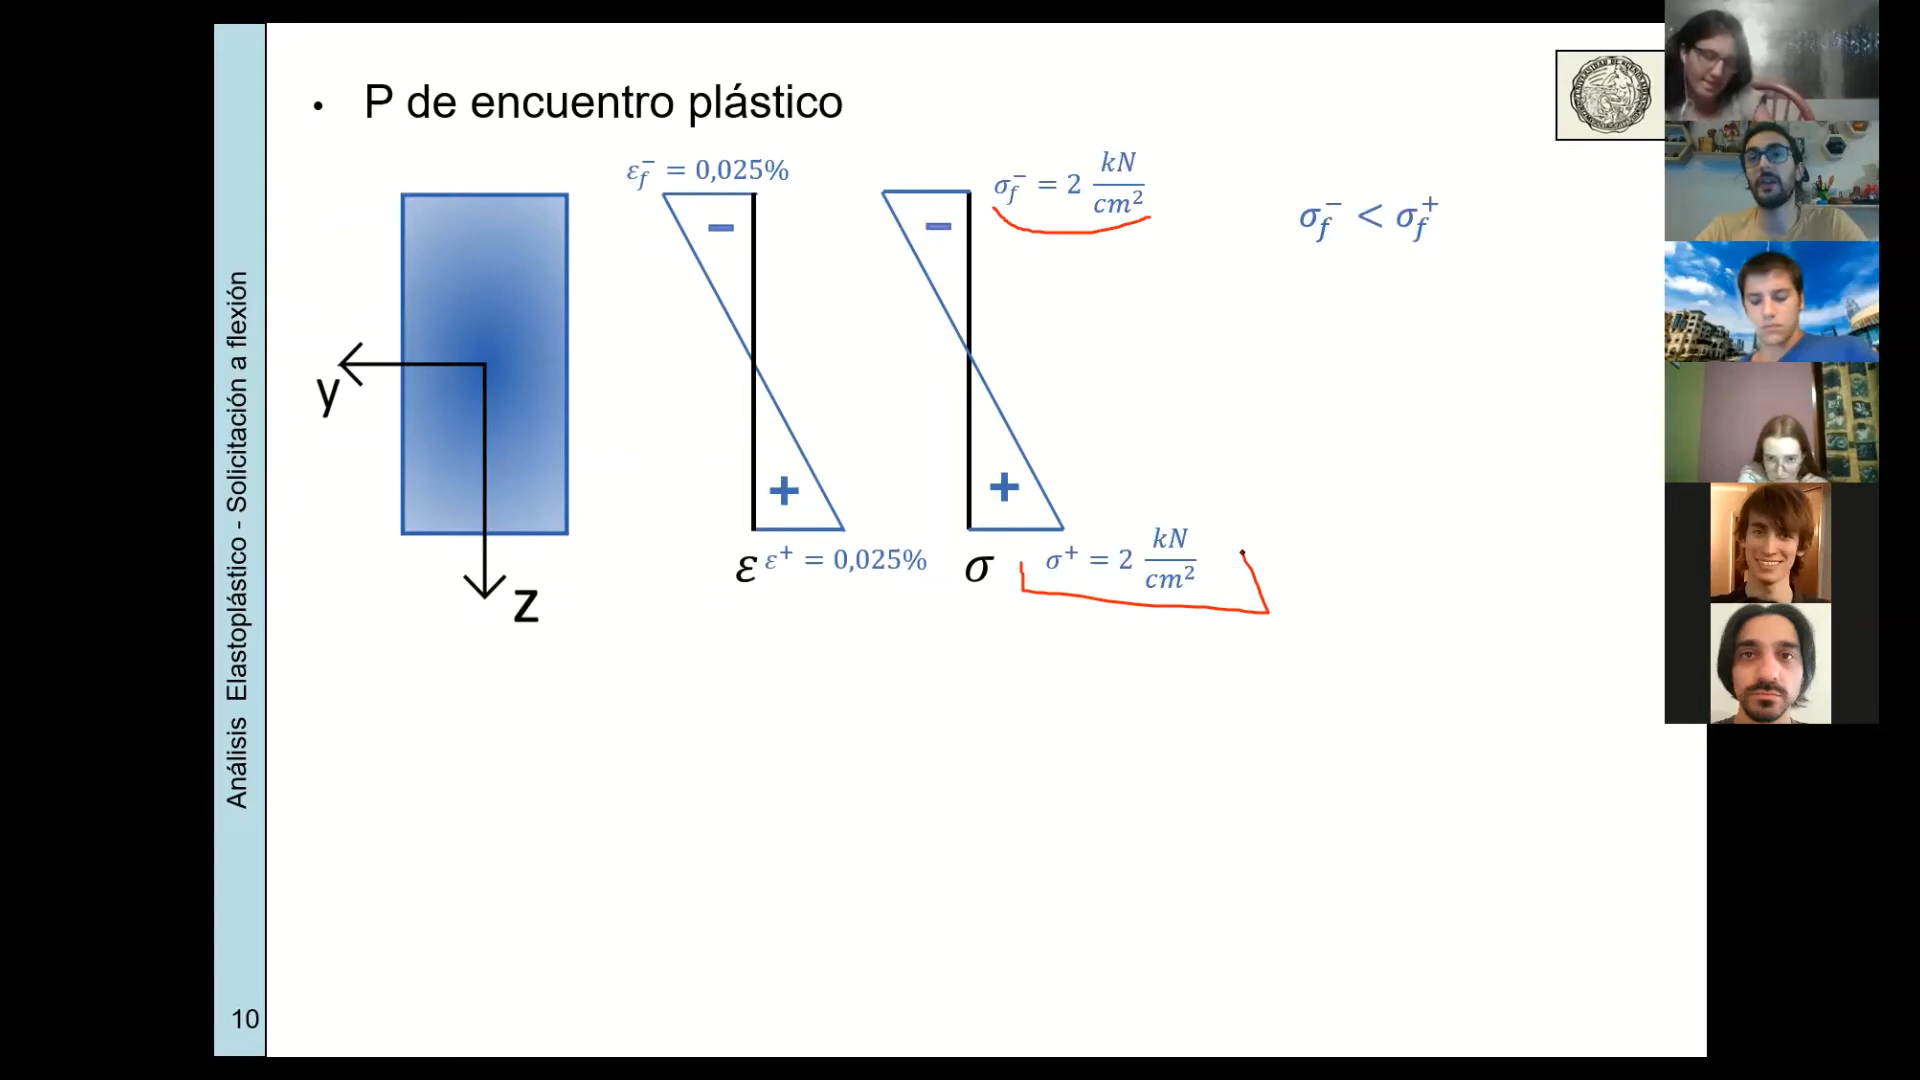 • P de encuentro plástico
ε_f^- = 0,025%
σ_f^- = 2 kN/cm²
σ_f^- < σ_f^+
−
−
y
z
+
+
ε
ε^+ = 0,025%
σ
σ^+ = 2 kN/cm²
Análisis Elastoplástico - Solicitación a flexión
10